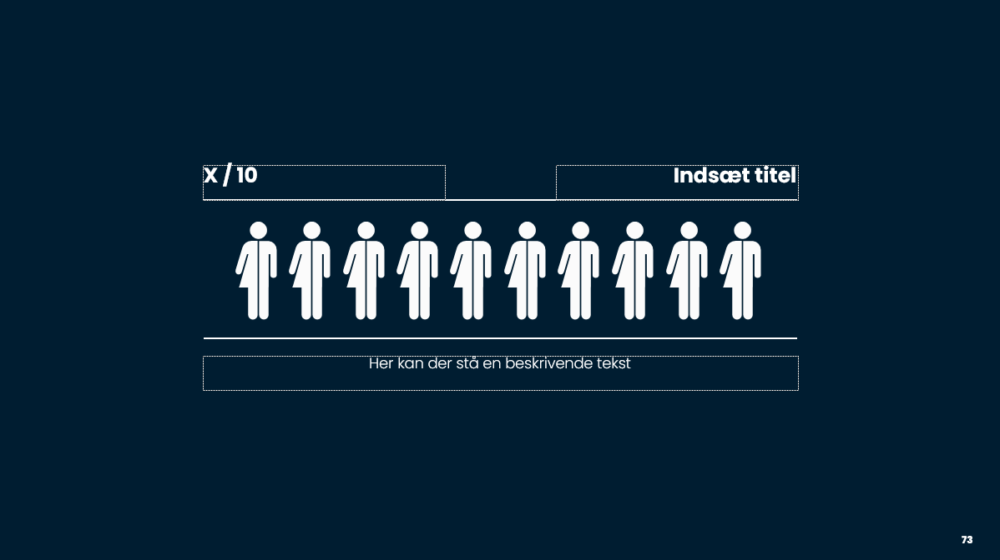 X / 10
Indsæt titel
Her kan der stå en beskrivende tekst
73